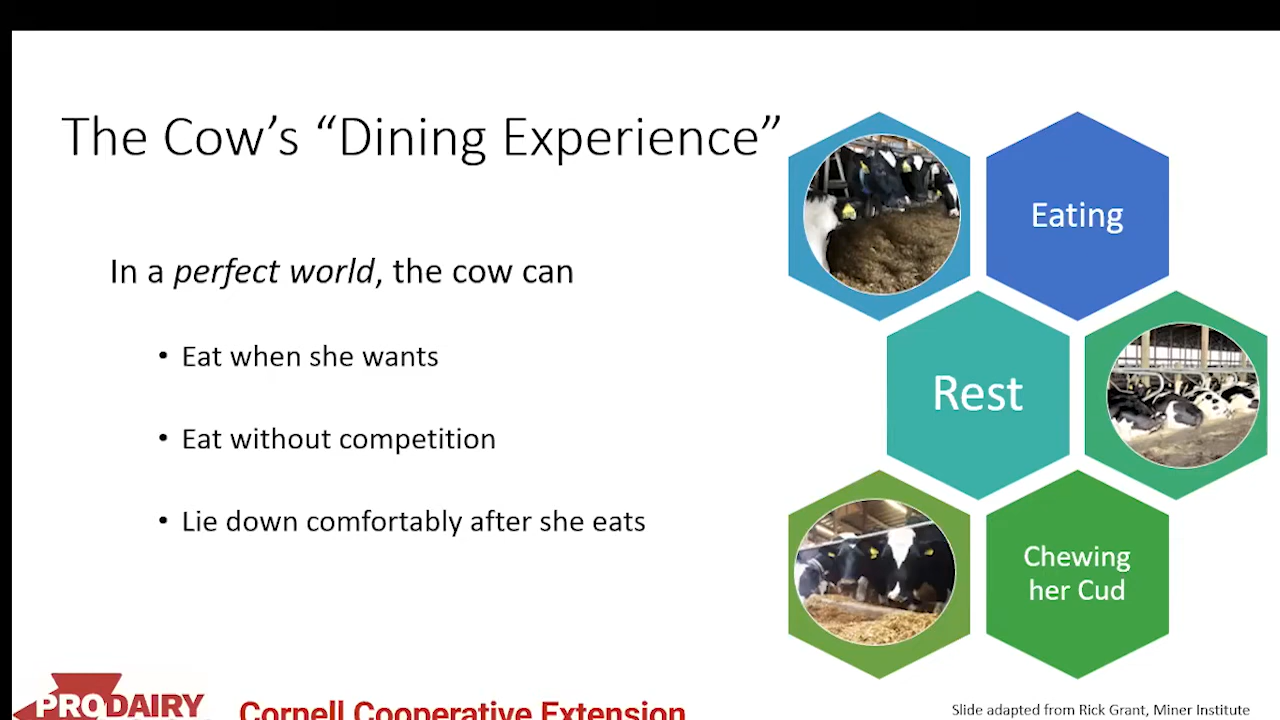 The Cow’s “Dining Experience”
In a perfect world, the cow can
• Eat when she wants
• Eat without competition
• Lie down comfortably after she eats
Eating
Rest
Chewing
her Cud
PRODAIRY
Cornell Cooperative Extension
Slide adapted from Rick Grant, Miner Institute